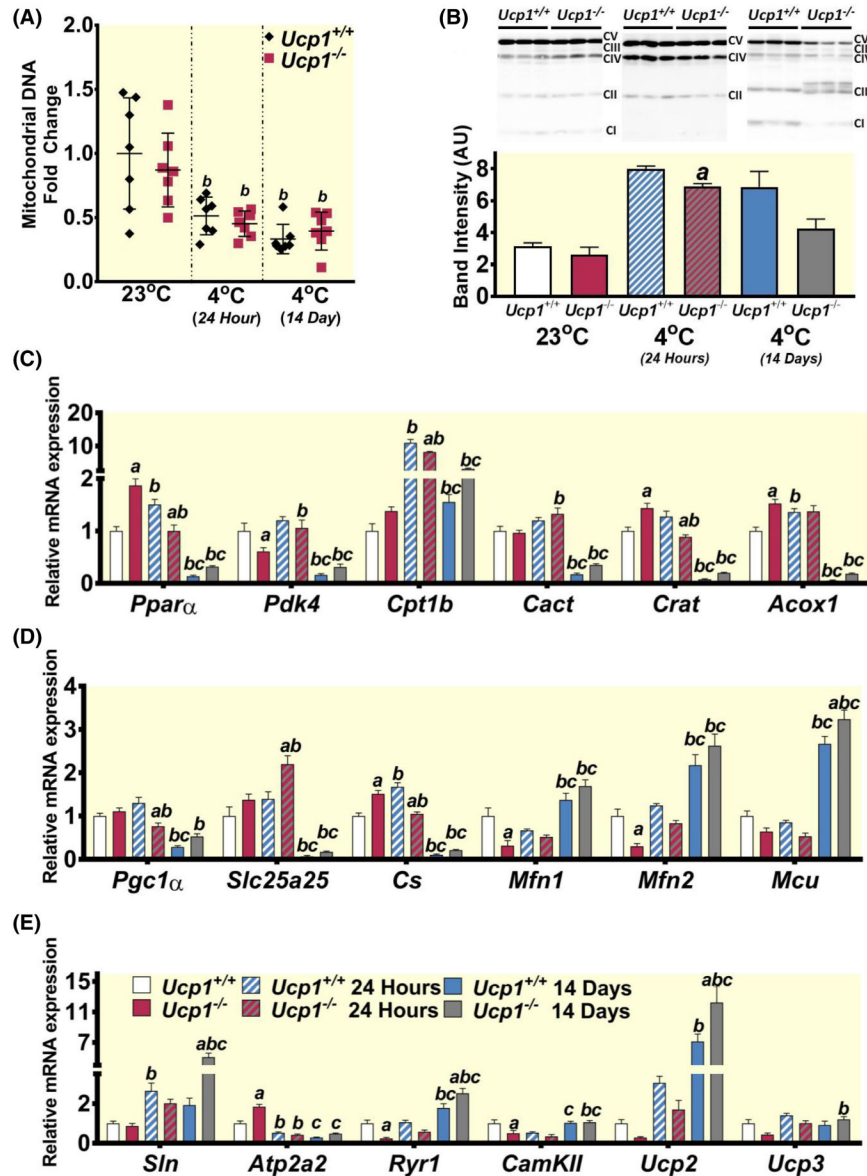 (A)
Mitochondrial DNA
Fold Change
2.0
1.5
1.0
0.5
0.0
Ucp1+/+
Ucp1-/-
b
b
b
b
23°C
4°C
4°C
(24 Hour)
(14 Day)
(B)
Ucp1+/+ Ucp1-/- Ucp1+/+ Ucp1-/- Ucp1+/+ Ucp1-/-
CV
CIII
CIV
CII
CI
CV
CIV
CII
CV
CIII
CIV
CII
CI
Band Intensity (AU)
8
6
4
2
0
a
Ucp1+/+ Ucp1-/- Ucp1+/+ Ucp1-/- Ucp1+/+ Ucp1-/-
23°C
4°C
4°C
(24 Hours)
(14 Days)
(C)
Relative mRNA expression
20
10
2
1
0
a b ab bc bc
a b bc bc
b ab bc bc
b bc bc
a ab bc bc
a b bc bc
Pparα Pdk4 Cpt1b Cact Crat Acox1
(D)
Relative mRNA expression
4
3
2
1
0
ab bc b
ab bc bc
a b ab bc bc
a bc bc
a bc bc
bc abc
Pgc1α Slc25a25 Cs Mfn1 Mfn2 Mcu
(E)
Relative mRNA expression
15
11
7
2
0
Ucp1+/+ Ucp1+/+ 24 Hours Ucp1+/+ 14 Days
Ucp1-/- Ucp1-/- 24 Hours Ucp1-/- 14 Days
b abc
a b b c c
a bc abc
a c bc
b abc
b
Sln Atp2a2 Ryr1 CamKII Ucp2 Ucp3